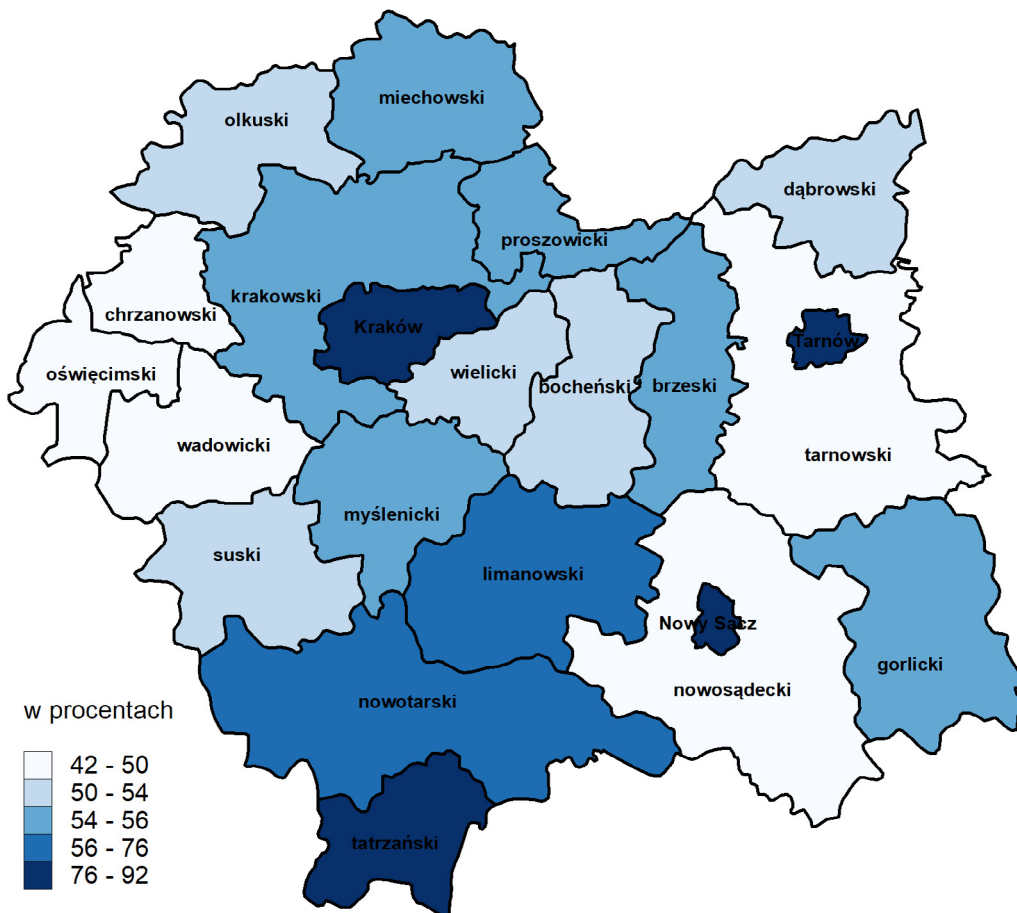 miechowski
olkuski
dąbrowski
proszowicki
krakowski
chrzanowski
Kraków
Tarnów
oświęcimski
wielicki
bocheński
brzeski
wadowicki
tarnowski
myślenicki
suski
limanowski
Nowy Sącz
gorlicki
nowosądecki
nowotarski
tatrzański
w procentach
42 - 50
50 - 54
54 - 56
56 - 76
76 - 92